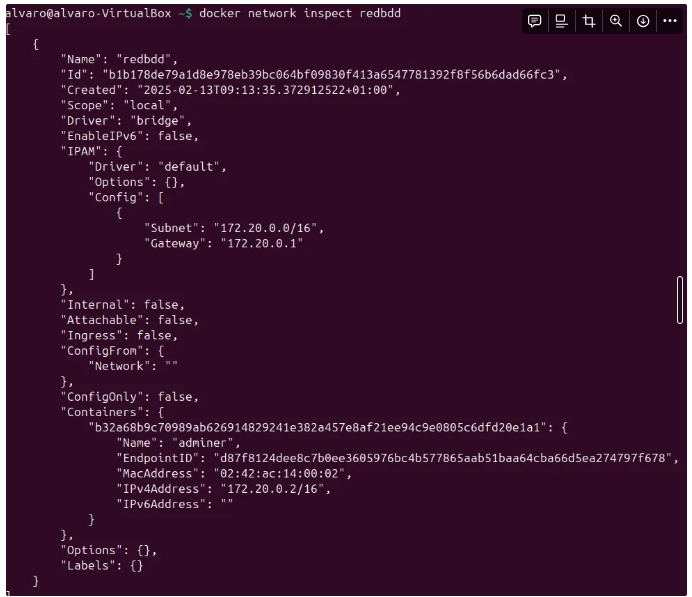 alvaro@alvaro-VirtualBox ~$ docker network inspect redbdd
[
    {
        "Name": "redbdd",
        "Id": "b1b178de79a1d8e978eb39bc064bf09830f413a6547781392f8f56b6dad66fc3",
        "Created": "2025-02-13T09:13:35.372912522+01:00",
        "Scope": "local",
        "Driver": "bridge",
        "EnableIPv6": false,
        "IPAM": {
            "Driver": "default",
            "Options": {},
            "Config": [
                {
                    "Subnet": "172.20.0.0/16",
                    "Gateway": "172.20.0.1"
                }
            ]
        },
        "Internal": false,
        "Attachable": false,
        "Ingress": false,
        "ConfigFrom": {
            "Network": ""
        },
        "ConfigOnly": false,
        "Containers": {
            "b32a68b9c70989ab626914829241e382a457e8af21ee94c9e0805c6dfd20e1a1": {
                "Name": "adminer",
                "EndpointID": "d87f8124dee8c7b0ee3605976bc4b577865aab51baa64cba66d5ea274797f678",
                "MacAddress": "02:42:ac:14:00:02",
                "IPv4Address": "172.20.0.2/16",
                "IPv6Address": ""
            }
        },
        "Options": {},
        "Labels": {}
    }
]